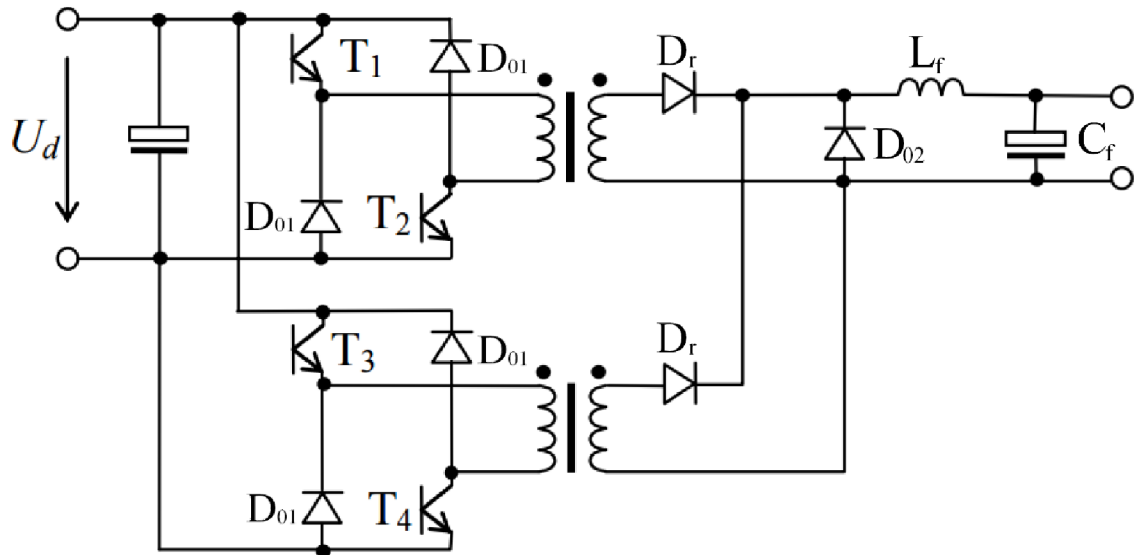 T₁
D₀₁
Dᵣ
L_f
U_d
D₀₂
C_f
D₀₁
T₂
T₃
D₀₁
Dᵣ
D₀₁
T₄